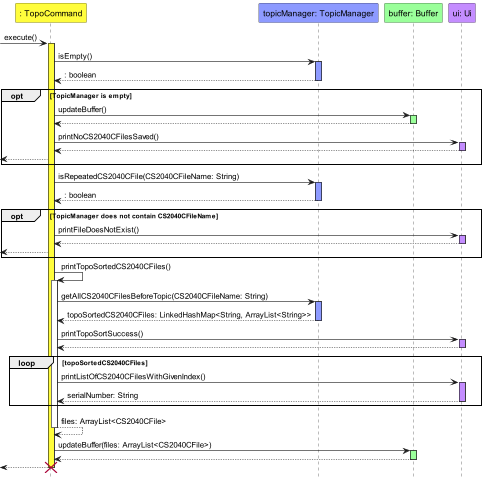 : TopoCommand
topicManager: TopicManager
buffer: Buffer
ui: Ui
execute()
isEmpty()
: boolean
opt
[TopicManager is empty]
updateBuffer()
printNoCS2040CFilesSaved()
isRepeatedCS2040CFile(CS2040CFileName: String)
: boolean
opt
[TopicManager does not contain CS2040CFileName]
printFileDoesNotExist()
printTopoSortedCS2040CFiles()
getAllCS2040CFilesBeforeTopic(CS2040CFileName: String)
topoSortedCS2040CFiles: LinkedHashMap<String, ArrayList<String>>
printTopoSortSuccess()
loop
[topoSortedCS2040CFiles]
printListOfCS2040CFilesWithGivenIndex()
serialNumber: String
files: ArrayList<CS2040CFile>
updateBuffer(files: ArrayList<CS2040CFile>)